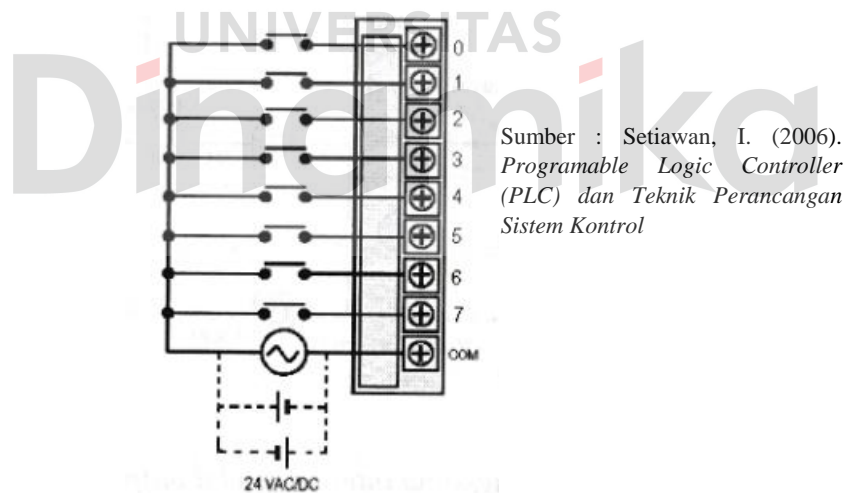 UNIVERSITAS
Dinamika
0
1
2
3
4
5
6
7
COM
24 VAC/DC
Sumber : Setiawan, I. (2006).
Programable Logic Controller
(PLC) dan Teknik Perancangan
Sistem Kontrol